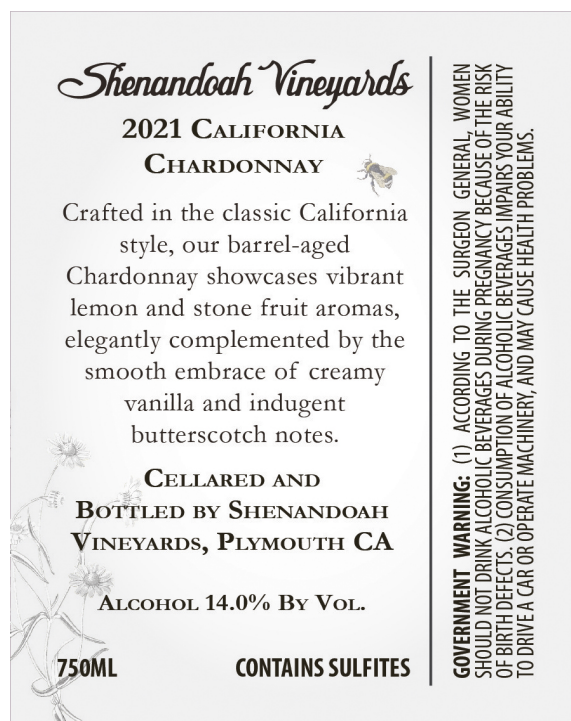 Shenandoah Vineyards
2021 CALIFORNIA
CHARDONNAY
Crafted in the classic California
style, our barrel-aged
Chardonnay showcases vibrant
lemon and stone fruit aromas,
elegantly complemented by the
smooth embrace of creamy
vanilla and indugent
butterscotch notes.
CELLARED AND
BOTTLED BY SHENANDOAH
VINEYARDS, PLYMOUTH CA
ALCOHOL 14.0% BY VOL.
750ML CONTAINS SULFITES
GOVERNMENT WARNING: (1) ACCORDING TO THE SURGEON GENERAL, WOMEN
SHOULD NOT DRINK ALCOHOLIC BEVERAGES DURING PREGNANCY BECAUSE OF THE RISK
OF BIRTH DEFECTS. (2) CONSUMPTION OF ALCOHOLIC BEVERAGES IMPAIRS YOUR ABILITY
TO DRIVE A CAR OR OPERATE MACHINERY, AND MAY CAUSE HEALTH PROBLEMS.